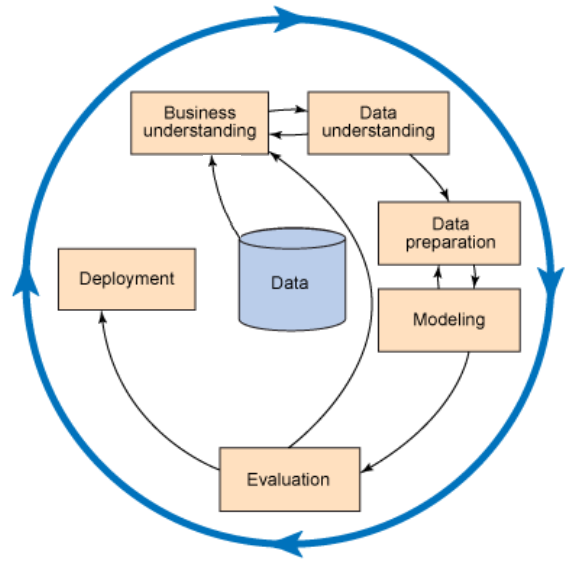 Business
understanding
Data
understanding
Data
preparation
Deployment
Data
Modeling
Evaluation